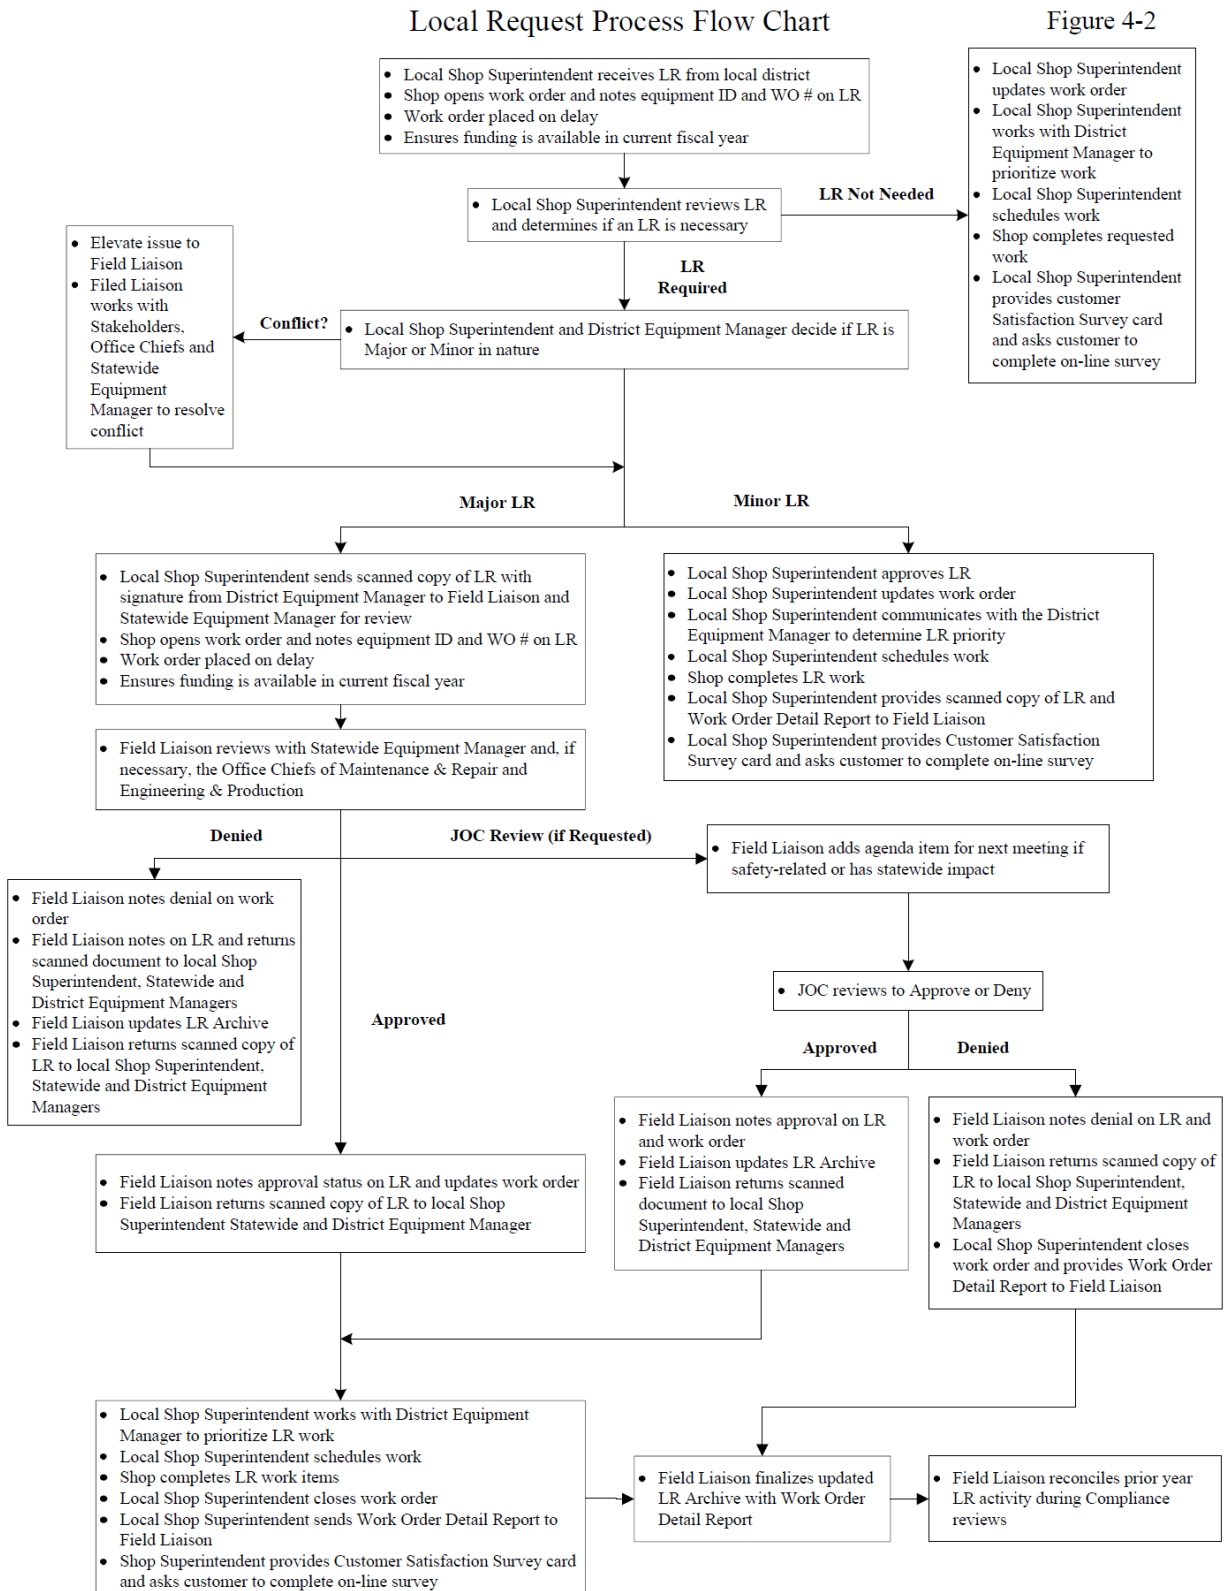 Local Request Process Flow Chart
Figure 4-2
• Local Shop Superintendent receives LR from local district
• Shop opens work order and notes equipment ID and WO # on LR
• Work order placed on delay
• Ensures funding is available in current fiscal year
• Local Shop Superintendent
updates work order
• Local Shop Superintendent
works with District
Equipment Manager to
prioritize work
• Local Shop Superintendent
schedules work
• Shop completes requested
work
• Local Shop Superintendent
provides customer
Satisfaction Survey card
and asks customer to
complete on-line survey
• Local Shop Superintendent reviews LR
and determines if an LR is necessary
LR Not Needed
LR
Required
• Elevate issue to
Field Liaison
• Filed Liaison
works with
Stakeholders,
Office Chiefs and
Statewide
Equipment
Manager to resolve
conflict
Conflict?
• Local Shop Superintendent and District Equipment Manager decide if LR is
Major or Minor in nature
Major LR
Minor LR
• Local Shop Superintendent sends scanned copy of LR with
signature from District Equipment Manager to Field Liaison and
Statewide Equipment Manager for review
• Shop opens work order and notes equipment ID and WO # on LR
• Work order placed on delay
• Ensures funding is available in current fiscal year
• Local Shop Superintendent approves LR
• Local Shop Superintendent updates work order
• Local Shop Superintendent communicates with the District
Equipment Manager to determine LR priority
• Local Shop Superintendent schedules work
• Shop completes LR work
• Local Shop Superintendent provides scanned copy of LR and
Work Order Detail Report to Field Liaison
• Local Shop Superintendent provides Customer Satisfaction
Survey card and asks customer to complete on-line survey
• Field Liaison reviews with Statewide Equipment Manager and, if
necessary, the Office Chiefs of Maintenance & Repair and
Engineering & Production
Denied
JOC Review (if Requested)
• Field Liaison adds agenda item for next meeting if
safety-related or has statewide impact
• Field Liaison notes denial on work
order
• Field Liaison notes on LR and returns
scanned document to local Shop
Superintendent, Statewide and
District Equipment Managers
• Field Liaison updates LR Archive
• Field Liaison returns scanned copy of
LR to local Shop Superintendent,
Statewide and District Equipment
Managers
Approved
• JOC reviews to Approve or Deny
Approved
Denied
• Field Liaison notes approval on LR
and work order
• Field Liaison updates LR Archive
• Field Liaison returns scanned
document to local Shop
Superintendent, Statewide and
District Equipment Managers
• Field Liaison notes denial on LR and
work order
• Field Liaison returns scanned copy of
LR to local Shop Superintendent,
Statewide and District Equipment
Managers
• Local Shop Superintendent closes
work order and provides Work Order
Detail Report to Field Liaison
• Field Liaison notes approval status on LR and updates work order
• Field Liaison returns scanned copy of LR to local Shop
Superintendent Statewide and District Equipment Manager
• Local Shop Superintendent works with District Equipment
Manager to prioritize LR work
• Local Shop Superintendent schedules work
• Shop completes LR work items
• Local Shop Superintendent closes work order
• Local Shop Superintendent sends Work Order Detail Report to
Field Liaison
• Shop Superintendent provides Customer Satisfaction Survey card
and asks customer to complete on-line survey
• Field Liaison finalizes updated
LR Archive with Work Order
Detail Report
• Field Liaison reconciles prior year
LR activity during Compliance
reviews